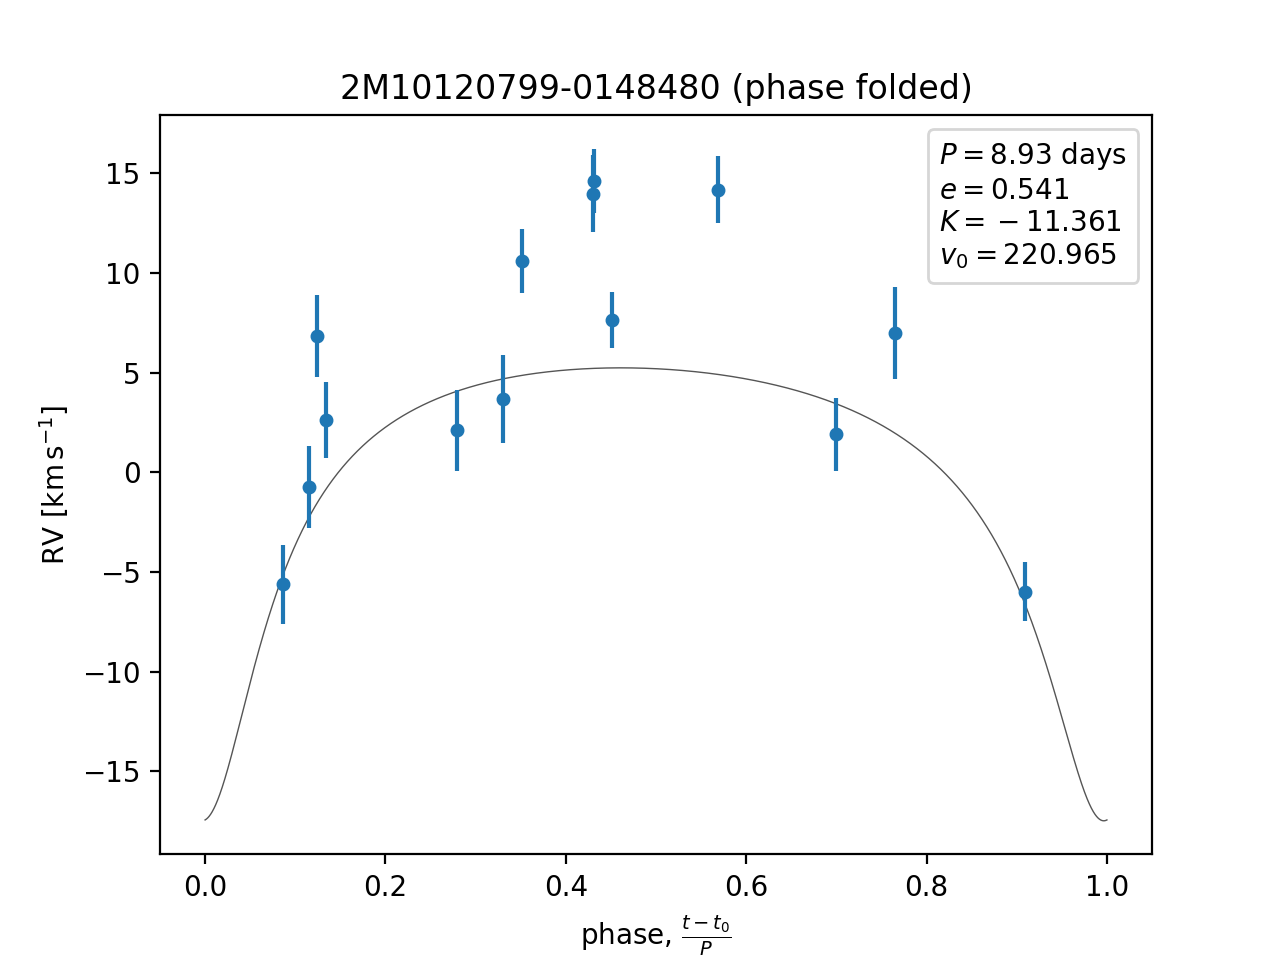 2M10120799-0148480 (phase folded)
P = 8.93 days
e = 0.541
K = −11.361
v₀ = 220.965
15
10
5
0
−5
−10
−15
RV [km s⁻¹]
0.0 0.2 0.4 0.6 0.8 1.0
phase, (t − t₀)/P